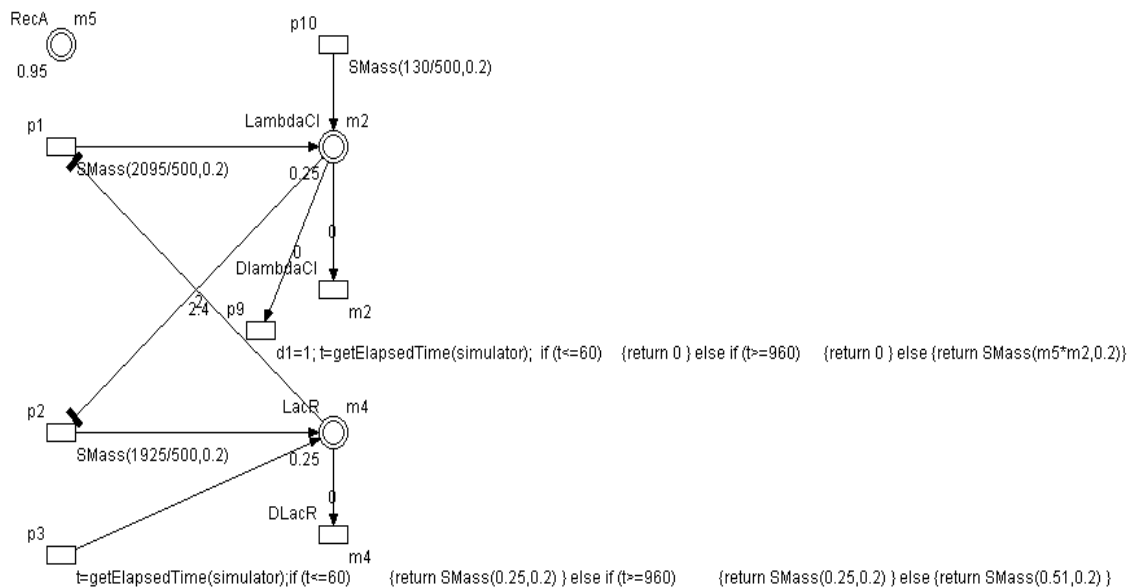 RecA m5
0.95
p10
SMass(130/500,0.2)
LambdaCI m2
p1
SMass(2095/500,0.2)
0.25
0
0
DlambdaCI
2
2.4
p9
m2
d1=1; t=getElapsedTime(simulator); if (t<=60) {return 0 } else if (t>=960) {return 0 } else {return SMass(m5*m2,0.2)}
LacR m4
p2
SMass(1925/500,0.2)
0.25
0
DLacR
p3
m4
t=getElapsedTime(simulator);if (t<=60) {return SMass(0.25,0.2) } else if (t>=960) {return SMass(0.25,0.2) } else {return SMass(0.51,0.2) }